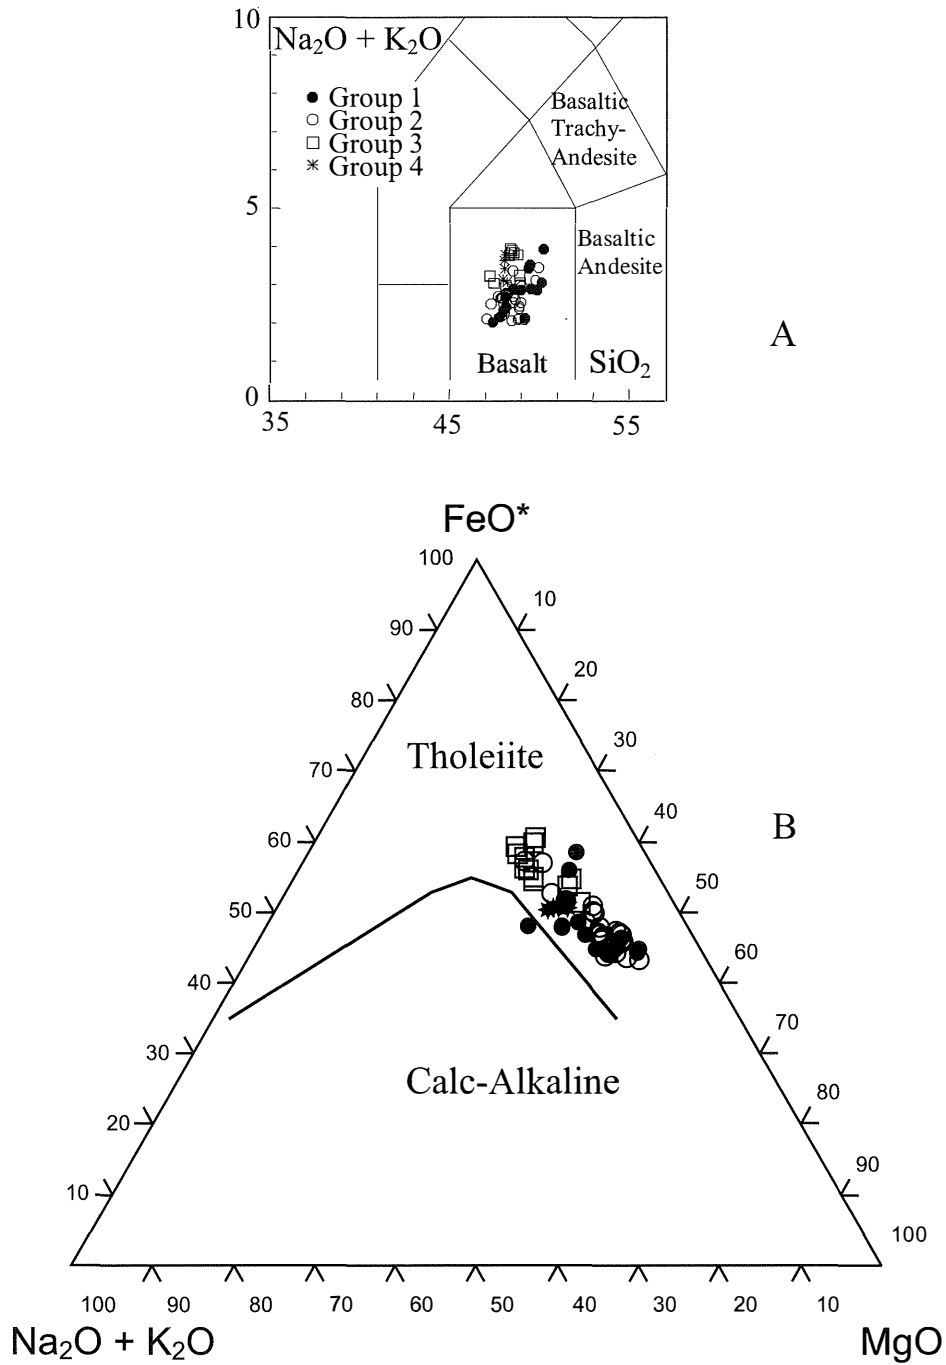 10
Na₂O + K₂O
Group 1
Group 2
Group 3
Group 4
Basaltic
Trachy-
Andesite
5
Basaltic
Andesite
Basalt
SiO₂
0
35
45
55
A
FeO*
100
10
90
20
80
30
70
40
60
50
50
60
40
70
30
80
20
90
10
100
Tholeiite
B
Calc-Alkaline
100 90 80 70 60 50 40 30 20 10
Na₂O + K₂O
MgO